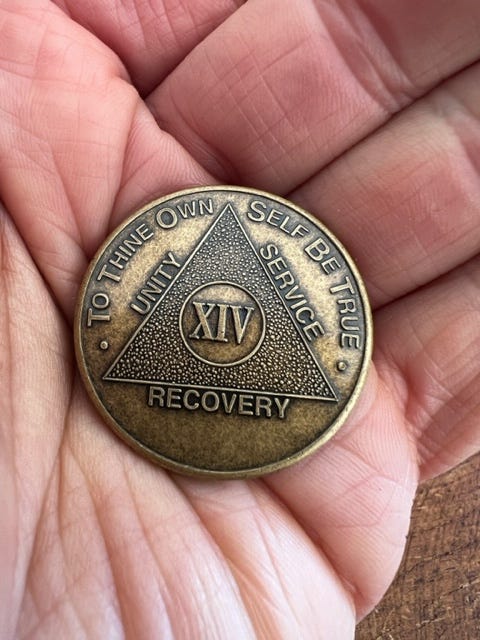 To Thine Own Self Be True
UNITY
SERVICE
XIV
RECOVERY